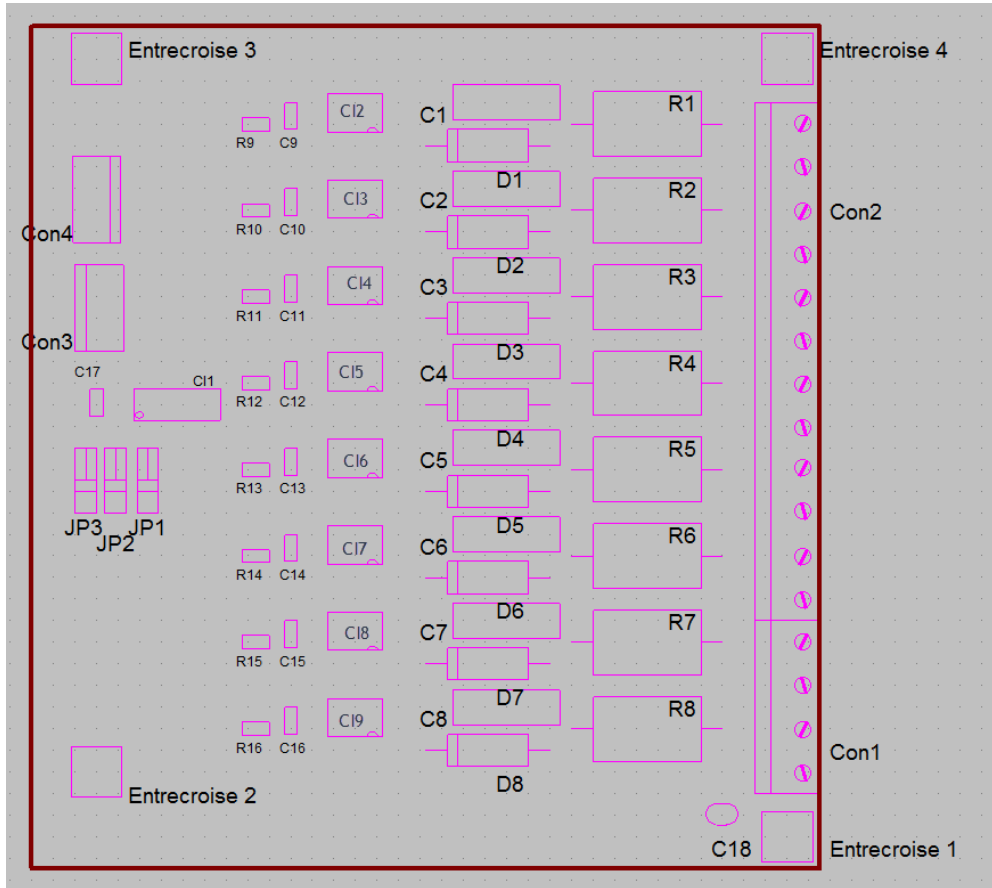 Entrecroise 3
Entrecroise 4
CI2
C1
R1
R9
C9
D1
CI3
C2
R2
Con2
Con4
R10
C10
D2
CI4
C3
R3
R11
C11
Con3
D3
C17
CI1
CI5
C4
R4
R12
C12
D4
CI6
C5
R5
R13
C13
JP3
JP2
JP1
D5
CI7
C6
R6
R14
C14
D6
CI8
C7
R7
R15
C15
D7
CI9
C8
R8
R16
C16
Con1
D8
Entrecroise 2
C18
Entrecroise 1